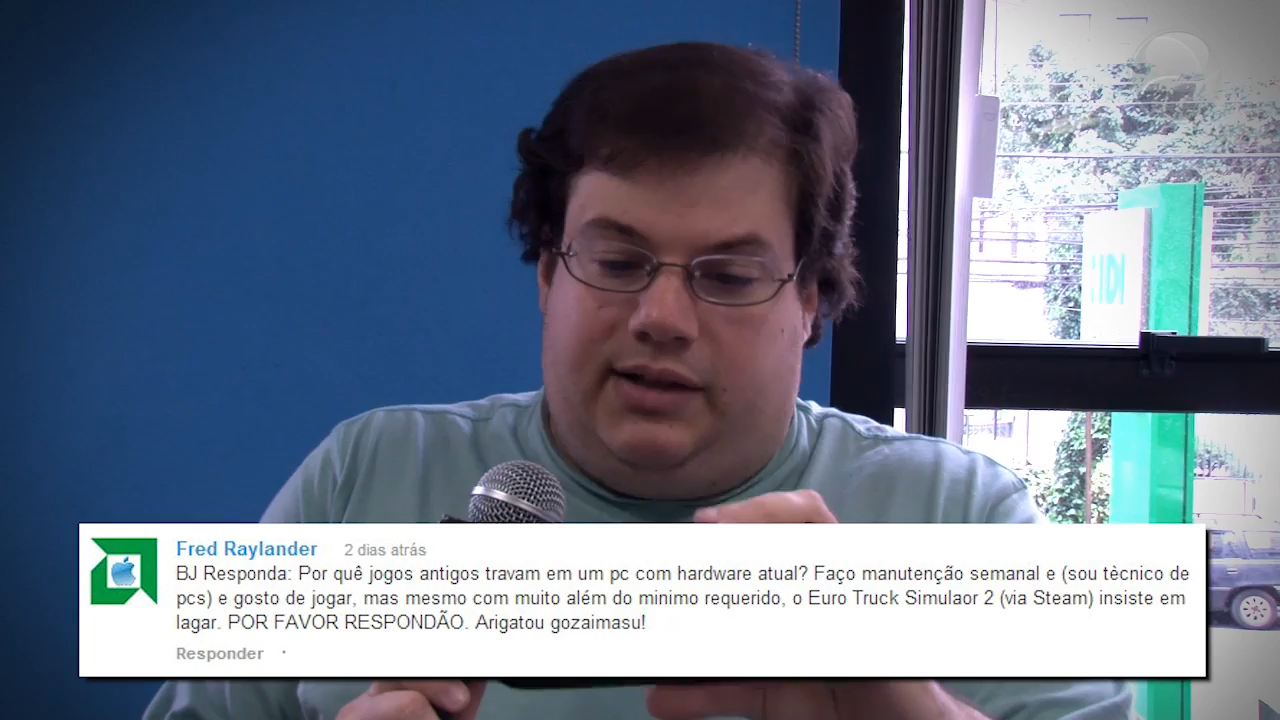 Fred Raylander 2 dias atrás
BJ Responda: Por quê jogos antigos travam em um pc com hardware atual? Faço manutenção semanal e (sou tècnico de
pcs) e gosto de jogar, mas mesmo com muito além do minimo requerido, o Euro Truck Simulaor 2 (via Steam) insiste em
lagar. POR FAVOR RESPONDÃO. Arigatou gozaimasu!
Responder ·